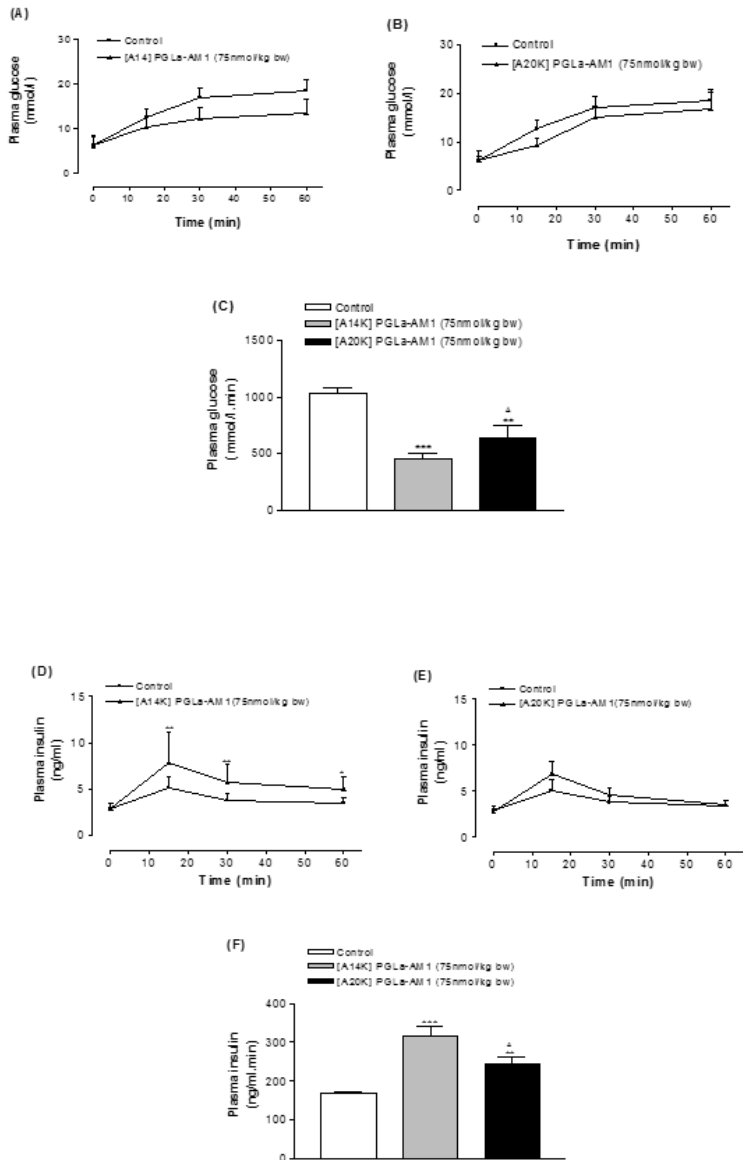 (A)
Control
[A14] PGLa-AM1 (75nmol/kg bw)
Plasma glucose
(mmol/l)
30
20
10
0
0 10 20 30 40 50 60
Time (min)
(B)
Control
[A20K] PGLa-AM1 (75nmol/kg bw)
Plasma glucose
(mmol/l)
30
20
10
0
0 10 20 30 40 50 60
Time (min)
(C)
Control
[A14K] PGLa-AM1 (75nmol/kg bw)
[A20K] PGLa-AM1 (75nmol/kg bw)
Plasma glucose
(mmol/l.min)
1500
1000
500
0
***
**
(D)
Control
[A14K] PGLa-AM1(75nmol/kg bw)
Plasma insulin
(ng/ml)
15
10
5
0
**
**
*
0 10 20 30 40 50 60
Time (min)
(E)
Control
[A20K] PGLa-AM1(75nmol/kg bw)
Plasma insulin
(ng/ml)
15
10
5
0
0 10 20 30 40 50 60
Time (min)
(F)
Control
[A14K] PGLa-AM1 (75nmol/kg bw)
[A20K] PGLa-AM1 (75nmol/kg bw)
Plasma insulin
(ng/ml.min)
400
300
200
100
0
***
**